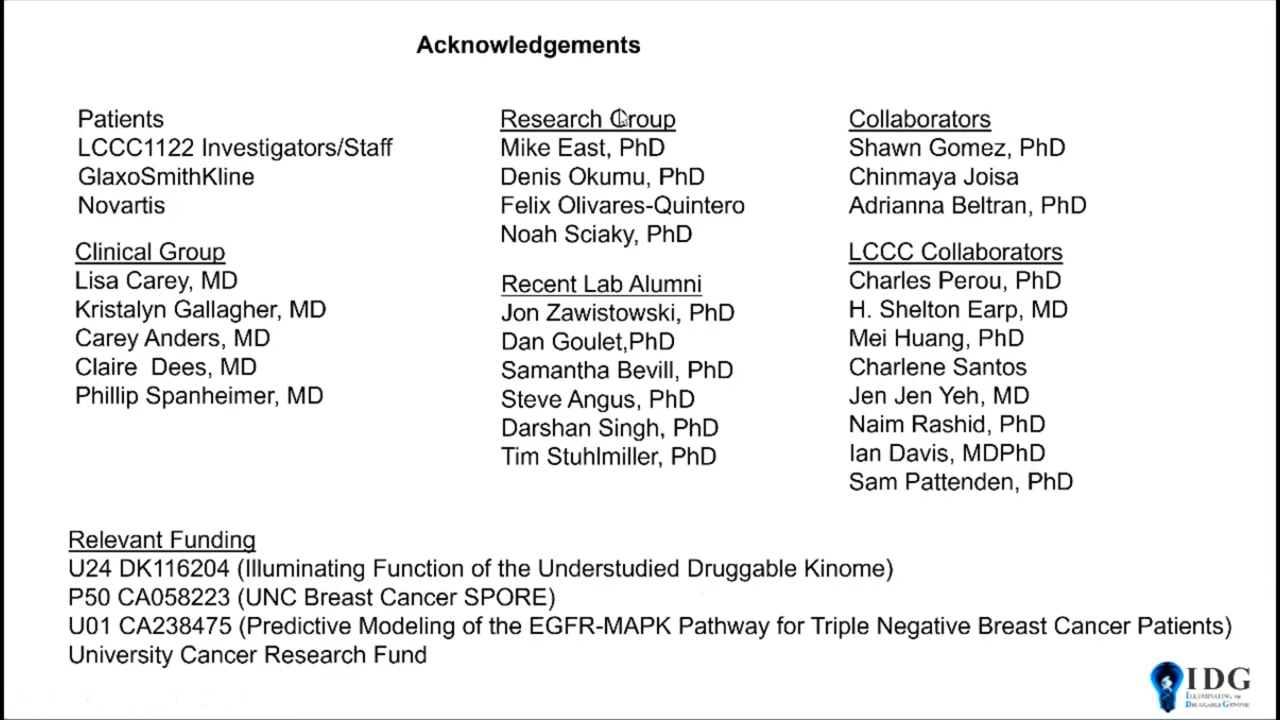 Acknowledgements
Patients
LCCC1122 Investigators/Staff
GlaxoSmithKline
Novartis
Clinical Group
Lisa Carey, MD
Kristalyn Gallagher, MD
Carey Anders, MD
Claire  Dees, MD
Phillip Spanheimer, MD
Research Group
Mike East, PhD
Denis Okumu, PhD
Felix Olivares-Quintero
Noah Sciaky, PhD
Recent Lab Alumni
Jon Zawistowski, PhD
Dan Goulet,PhD
Samantha Bevill, PhD
Steve Angus, PhD
Darshan Singh, PhD
Tim Stuhlmiller, PhD
Collaborators
Shawn Gomez, PhD
Chinmaya Joisa
Adrianna Beltran, PhD
LCCC Collaborators
Charles Perou, PhD
H. Shelton Earp, MD
Mei Huang, PhD
Charlene Santos
Jen Jen Yeh, MD
Naim Rashid, PhD
Ian Davis, MDPhD
Sam Pattenden, PhD
Relevant Funding
U24 DK116204 (Illuminating Function of the Understudied Druggable Kinome)
P50 CA058223 (UNC Breast Cancer SPORE)
U01 CA238475 (Predictive Modeling of the EGFR-MAPK Pathway for Triple Negative Breast Cancer Patients)
University Cancer Research Fund
IDG
ILLUMINATING THE
DRUGGABLE GENOME